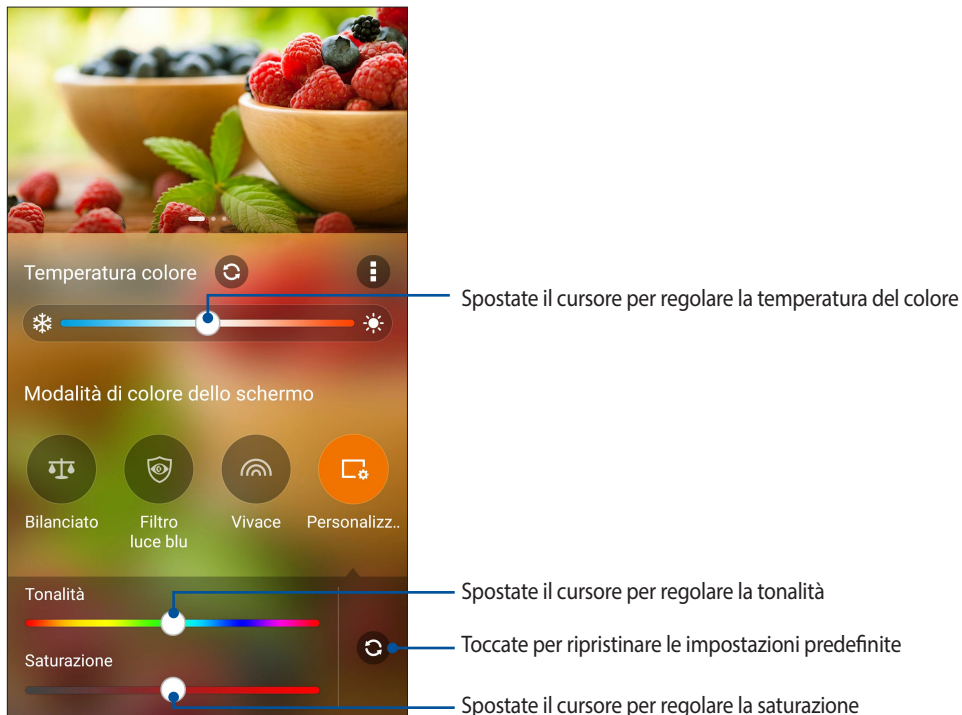 Temperatura colore
Spostate il cursore per regolare la temperatura del colore
Modalità di colore dello schermo
Bilanciato
Filtro
luce blu
Vivace
Personalizz..
Tonalità
Spostate il cursore per regolare la tonalità
Toccate per ripristinare le impostazioni predefinite
Saturazione
Spostate il cursore per regolare la saturazione